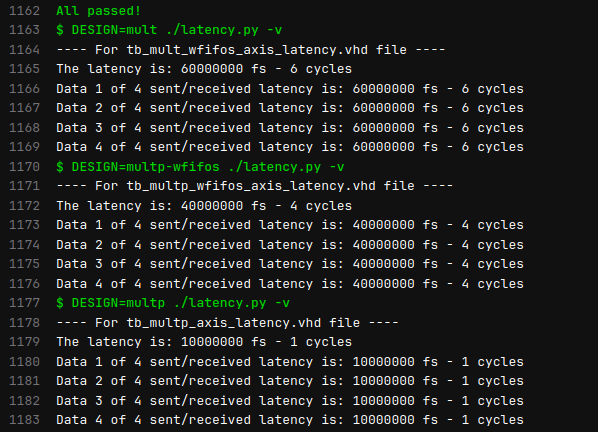 1162 All passed!
1163 $ DESIGN=mult ./latency.py -v
1164 ---- For tb_mult_wfifos_axis_latency.vhd file ----
1165 The latency is: 60000000 fs - 6 cycles
1166 Data 1 of 4 sent/received latency is: 60000000 fs - 6 cycles
1167 Data 2 of 4 sent/received latency is: 60000000 fs - 6 cycles
1168 Data 3 of 4 sent/received latency is: 60000000 fs - 6 cycles
1169 Data 4 of 4 sent/received latency is: 60000000 fs - 6 cycles
1170 $ DESIGN=multp-wfifos ./latency.py -v
1171 ---- For tb_multp_wfifos_axis_latency.vhd file ----
1172 The latency is: 40000000 fs - 4 cycles
1173 Data 1 of 4 sent/received latency is: 40000000 fs - 4 cycles
1174 Data 2 of 4 sent/received latency is: 40000000 fs - 4 cycles
1175 Data 3 of 4 sent/received latency is: 40000000 fs - 4 cycles
1176 Data 4 of 4 sent/received latency is: 40000000 fs - 4 cycles
1177 $ DESIGN=multp ./latency.py -v
1178 ---- For tb_multp_axis_latency.vhd file ----
1179 The latency is: 10000000 fs - 1 cycles
1180 Data 1 of 4 sent/received latency is: 10000000 fs - 1 cycles
1181 Data 2 of 4 sent/received latency is: 10000000 fs - 1 cycles
1182 Data 3 of 4 sent/received latency is: 10000000 fs - 1 cycles
1183 Data 4 of 4 sent/received latency is: 10000000 fs - 1 cycles